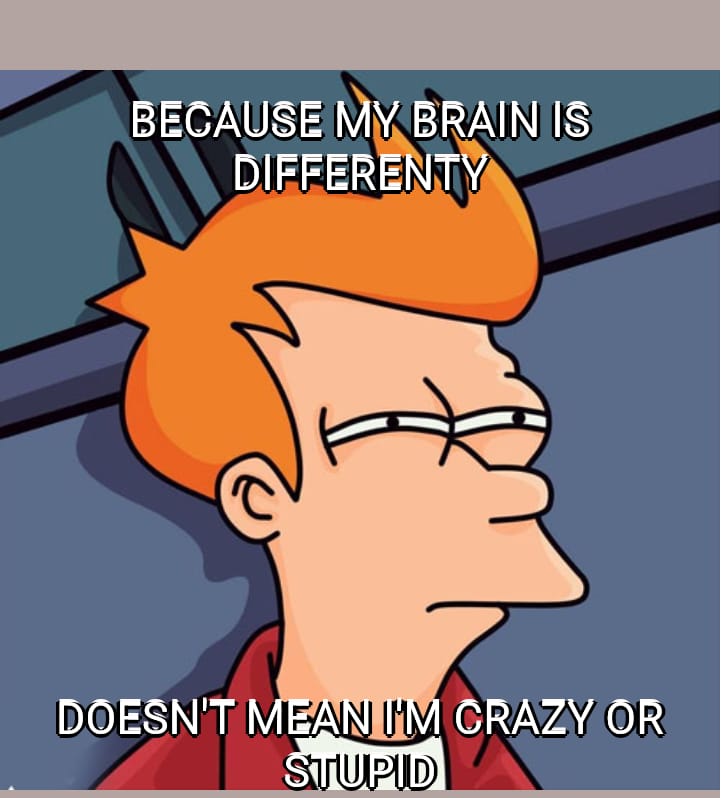 BECAUSE MY BRAIN IS
DIFFERENTY
DOESN'T MEAN I'M CRAZY OR
STUPID